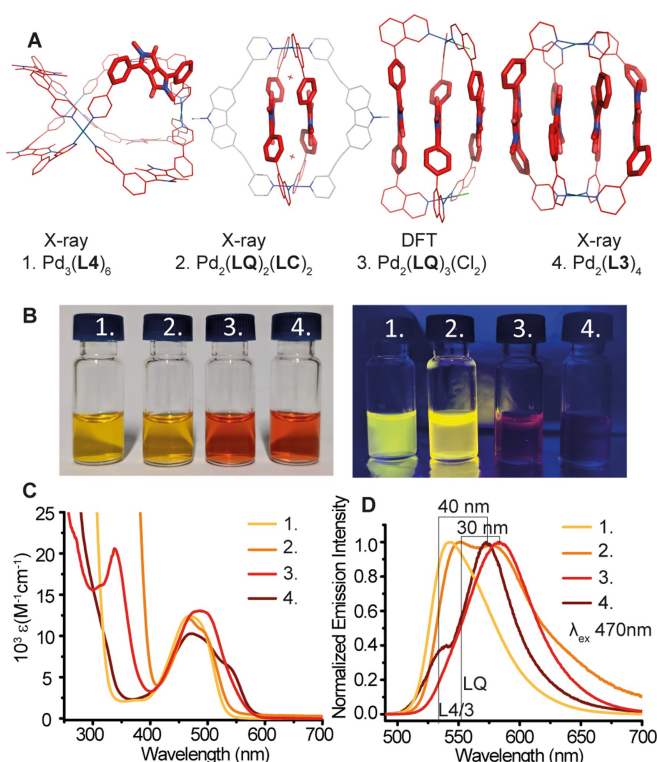 A
X-ray
X-ray
DFT
X-ray
1. Pd₃(L4)₆
2. Pd₂(LQ)₂(LC)₂
3. Pd₂(LQ)₃(Cl₂)
4. Pd₂(L3)₄
B
1. 2. 3. 4.
1. 2. 3. 4.
C
25
20
15
10
5
0
10³ ε(M⁻¹cm⁻¹)
1.
2.
3.
4.
300 400 500 600 700
Wavelength (nm)
D
40 nm
30 nm
1.0
0.8
0.6
0.4
0.2
0.0
Normalized Emission Intensity
1.
2.
3.
4.
λex 470nm
LQ
L4/3
500 550 600 650 700
Wavelength (nm)